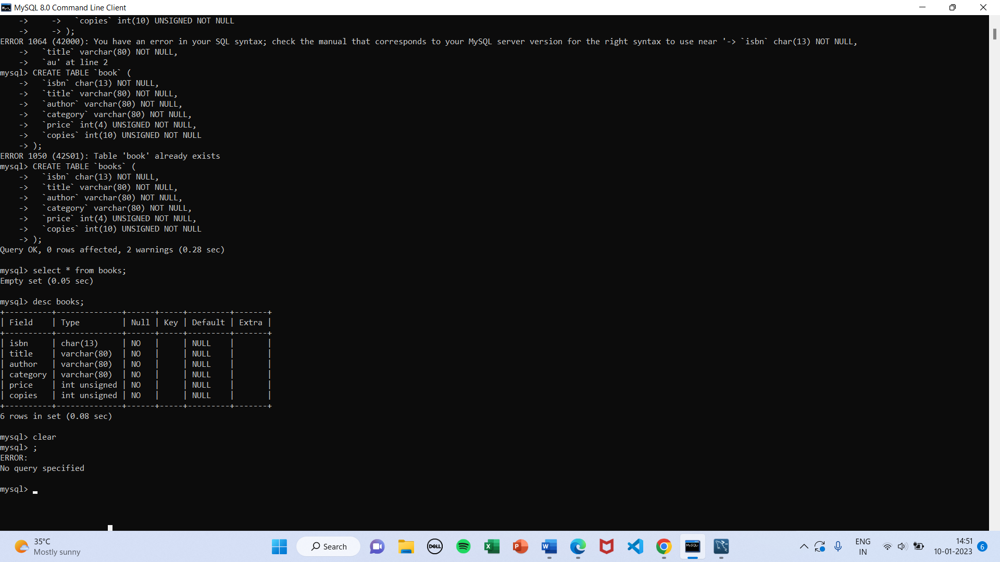 MySQL 8.0 Command Line Client
    ->     ->   `copies` int(10) UNSIGNED NOT NULL
    ->     -> );
ERROR 1064 (42000): You have an error in your SQL syntax; check the manual that corresponds to your MySQL server version for the right syntax to use near '-> `isbn` char(13) NOT NULL,
    ->   `title` varchar(80) NOT NULL,
    ->   `au' at line 2
mysql> CREATE TABLE `book` (
    ->   `isbn` char(13) NOT NULL,
    ->   `title` varchar(80) NOT NULL,
    ->   `author` varchar(80) NOT NULL,
    ->   `category` varchar(80) NOT NULL,
    ->   `price` int(4) UNSIGNED NOT NULL,
    ->   `copies` int(10) UNSIGNED NOT NULL
    -> );
ERROR 1050 (42S01): Table 'book' already exists
mysql> CREATE TABLE `books` (
    ->   `isbn` char(13) NOT NULL,
    ->   `title` varchar(80) NOT NULL,
    ->   `author` varchar(80) NOT NULL,
    ->   `category` varchar(80) NOT NULL,
    ->   `price` int(4) UNSIGNED NOT NULL,
    ->   `copies` int(10) UNSIGNED NOT NULL
    -> );
Query OK, 0 rows affected, 2 warnings (0.28 sec)
mysql> select * from books;
Empty set (0.05 sec)
mysql> desc books;
+----------+--------------+------+-----+---------+-------+
| Field    | Type         | Null | Key | Default | Extra |
+----------+--------------+------+-----+---------+-------+
| isbn     | char(13)     | NO   |     | NULL    |       |
| title    | varchar(80)  | NO   |     | NULL    |       |
| author   | varchar(80)  | NO   |     | NULL    |       |
| category | varchar(80)  | NO   |     | NULL    |       |
| price    | int unsigned | NO   |     | NULL    |       |
| copies   | int unsigned | NO   |     | NULL    |       |
+----------+--------------+------+-----+---------+-------+
6 rows in set (0.08 sec)
mysql> clear
mysql> ;
ERROR:
No query specified
mysql>
35°C
Mostly sunny
Search
DELL
MySQL
ENG
IN
14:51
10-01-2023
6